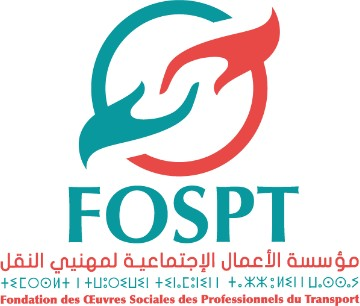 FOSPT
مؤسسة الأعمال الإجتماعية لمهنيي النقل
Fondation des Œuvres Sociales des Professionnels du Transport